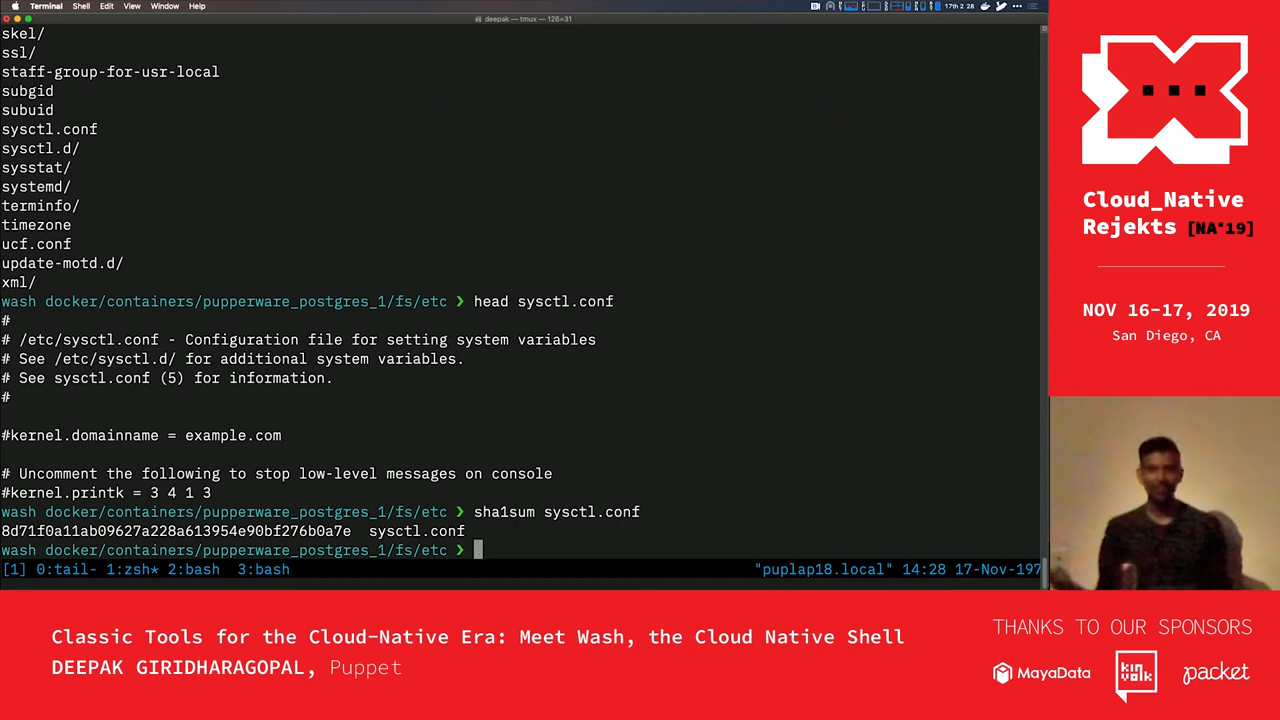 Terminal Shell Edit View Window Help
17th 2 28
deepak — tmux — 126×31
skel/
ssl/
staff-group-for-usr-local
subgid
subuid
sysctl.conf
sysctl.d/
sysstat/
systemd/
terminfo/
timezone
ucf.conf
update-motd.d/
xml/
wash docker/containers/pupperware_postgres_1/fs/etc ❯ head sysctl.conf
#
# /etc/sysctl.conf - Configuration file for setting system variables
# See /etc/sysctl.d/ for additional system variables.
# See sysctl.conf (5) for information.
#
#kernel.domainname = example.com
# Uncomment the following to stop low-level messages on console
#kernel.printk = 3 4 1 3
wash docker/containers/pupperware_postgres_1/fs/etc ❯ sha1sum sysctl.conf
8d71f0a11ab09627a228a613954e90bf276b0a7e  sysctl.conf
wash docker/containers/pupperware_postgres_1/fs/etc ❯
[1] 0:tail- 1:zsh* 2:bash  3:bash "puplap18.local" 14:28 17-Nov-197
Cloud_Native
Rejekts [NA'19]
NOV 16-17, 2019
San Diego, CA
Classic Tools for the Cloud-Native Era: Meet Wash, the Cloud Native Shell
DEEPAK GIRIDHARAGOPAL, Puppet
THANKS TO OUR SPONSORS
MayaData
kinvolk
packet